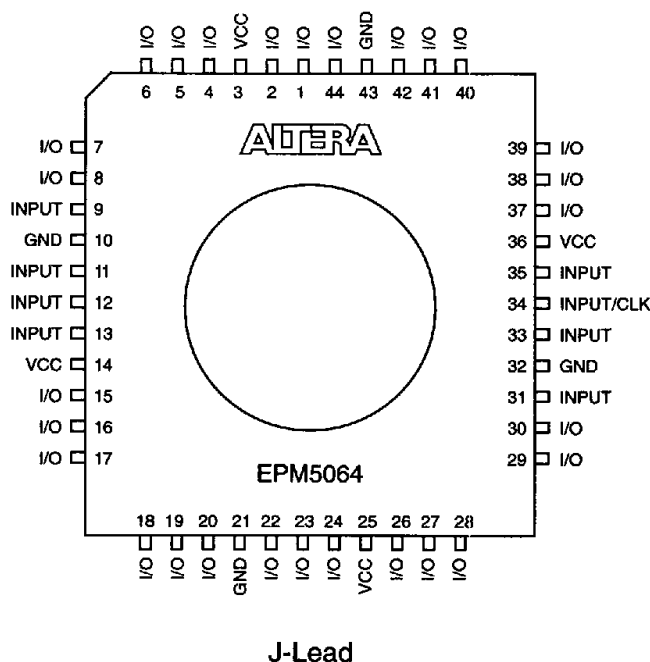 I/O I/O I/O VCC I/O I/O I/O GND I/O I/O I/O
6 5 4 3 2 1 44 43 42 41 40
ALTERA
I/O 7
I/O 8
INPUT 9
GND 10
INPUT 11
INPUT 12
INPUT 13
VCC 14
I/O 15
I/O 16
I/O 17
39 I/O
38 I/O
37 I/O
36 VCC
35 INPUT
34 INPUT/CLK
33 INPUT
32 GND
31 INPUT
30 I/O
29 I/O
EPM5064
18 19 20 21 22 23 24 25 26 27 28
I/O I/O I/O GND I/O I/O I/O VCC I/O I/O I/O
J-Lead